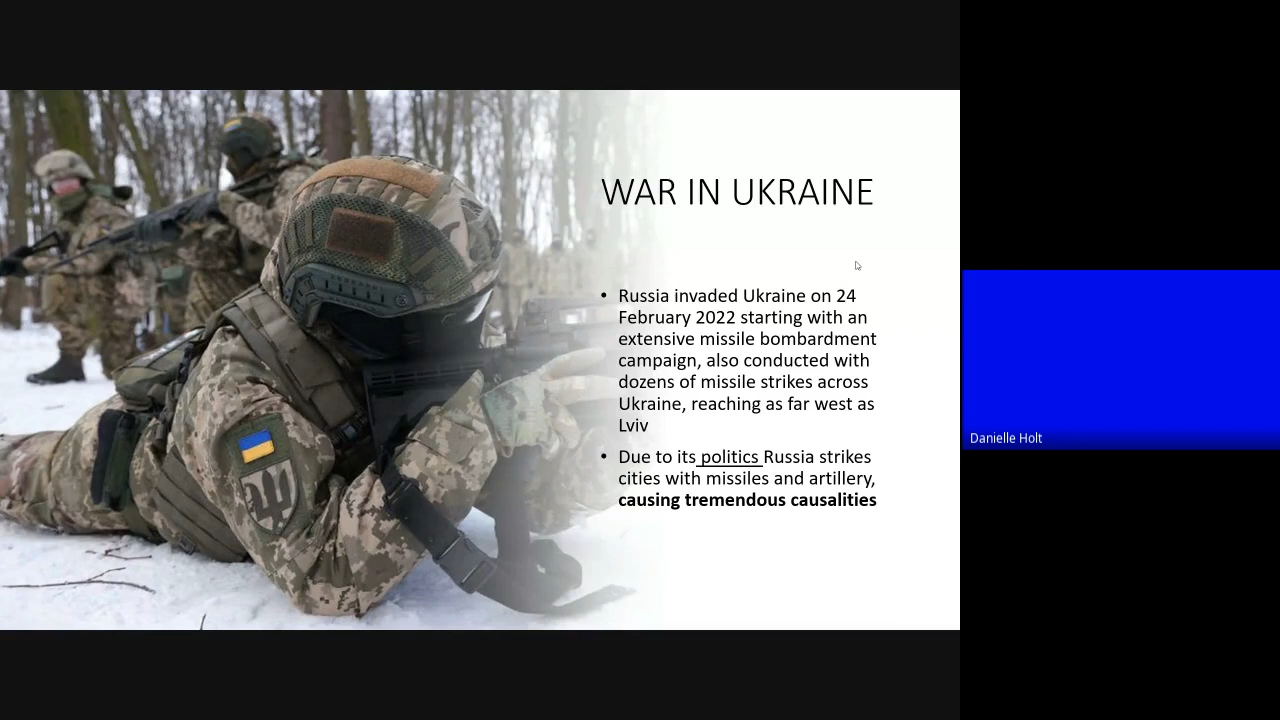 WAR IN UKRAINE
• Russia invaded Ukraine on 24
February 2022 starting with an
extensive missile bombardment
campaign, also conducted with
dozens of missile strikes across
Ukraine, reaching as far west as
Lviv
• Due to its politics Russia strikes
cities with missiles and artillery,
causing tremendous causalities
Danielle Holt